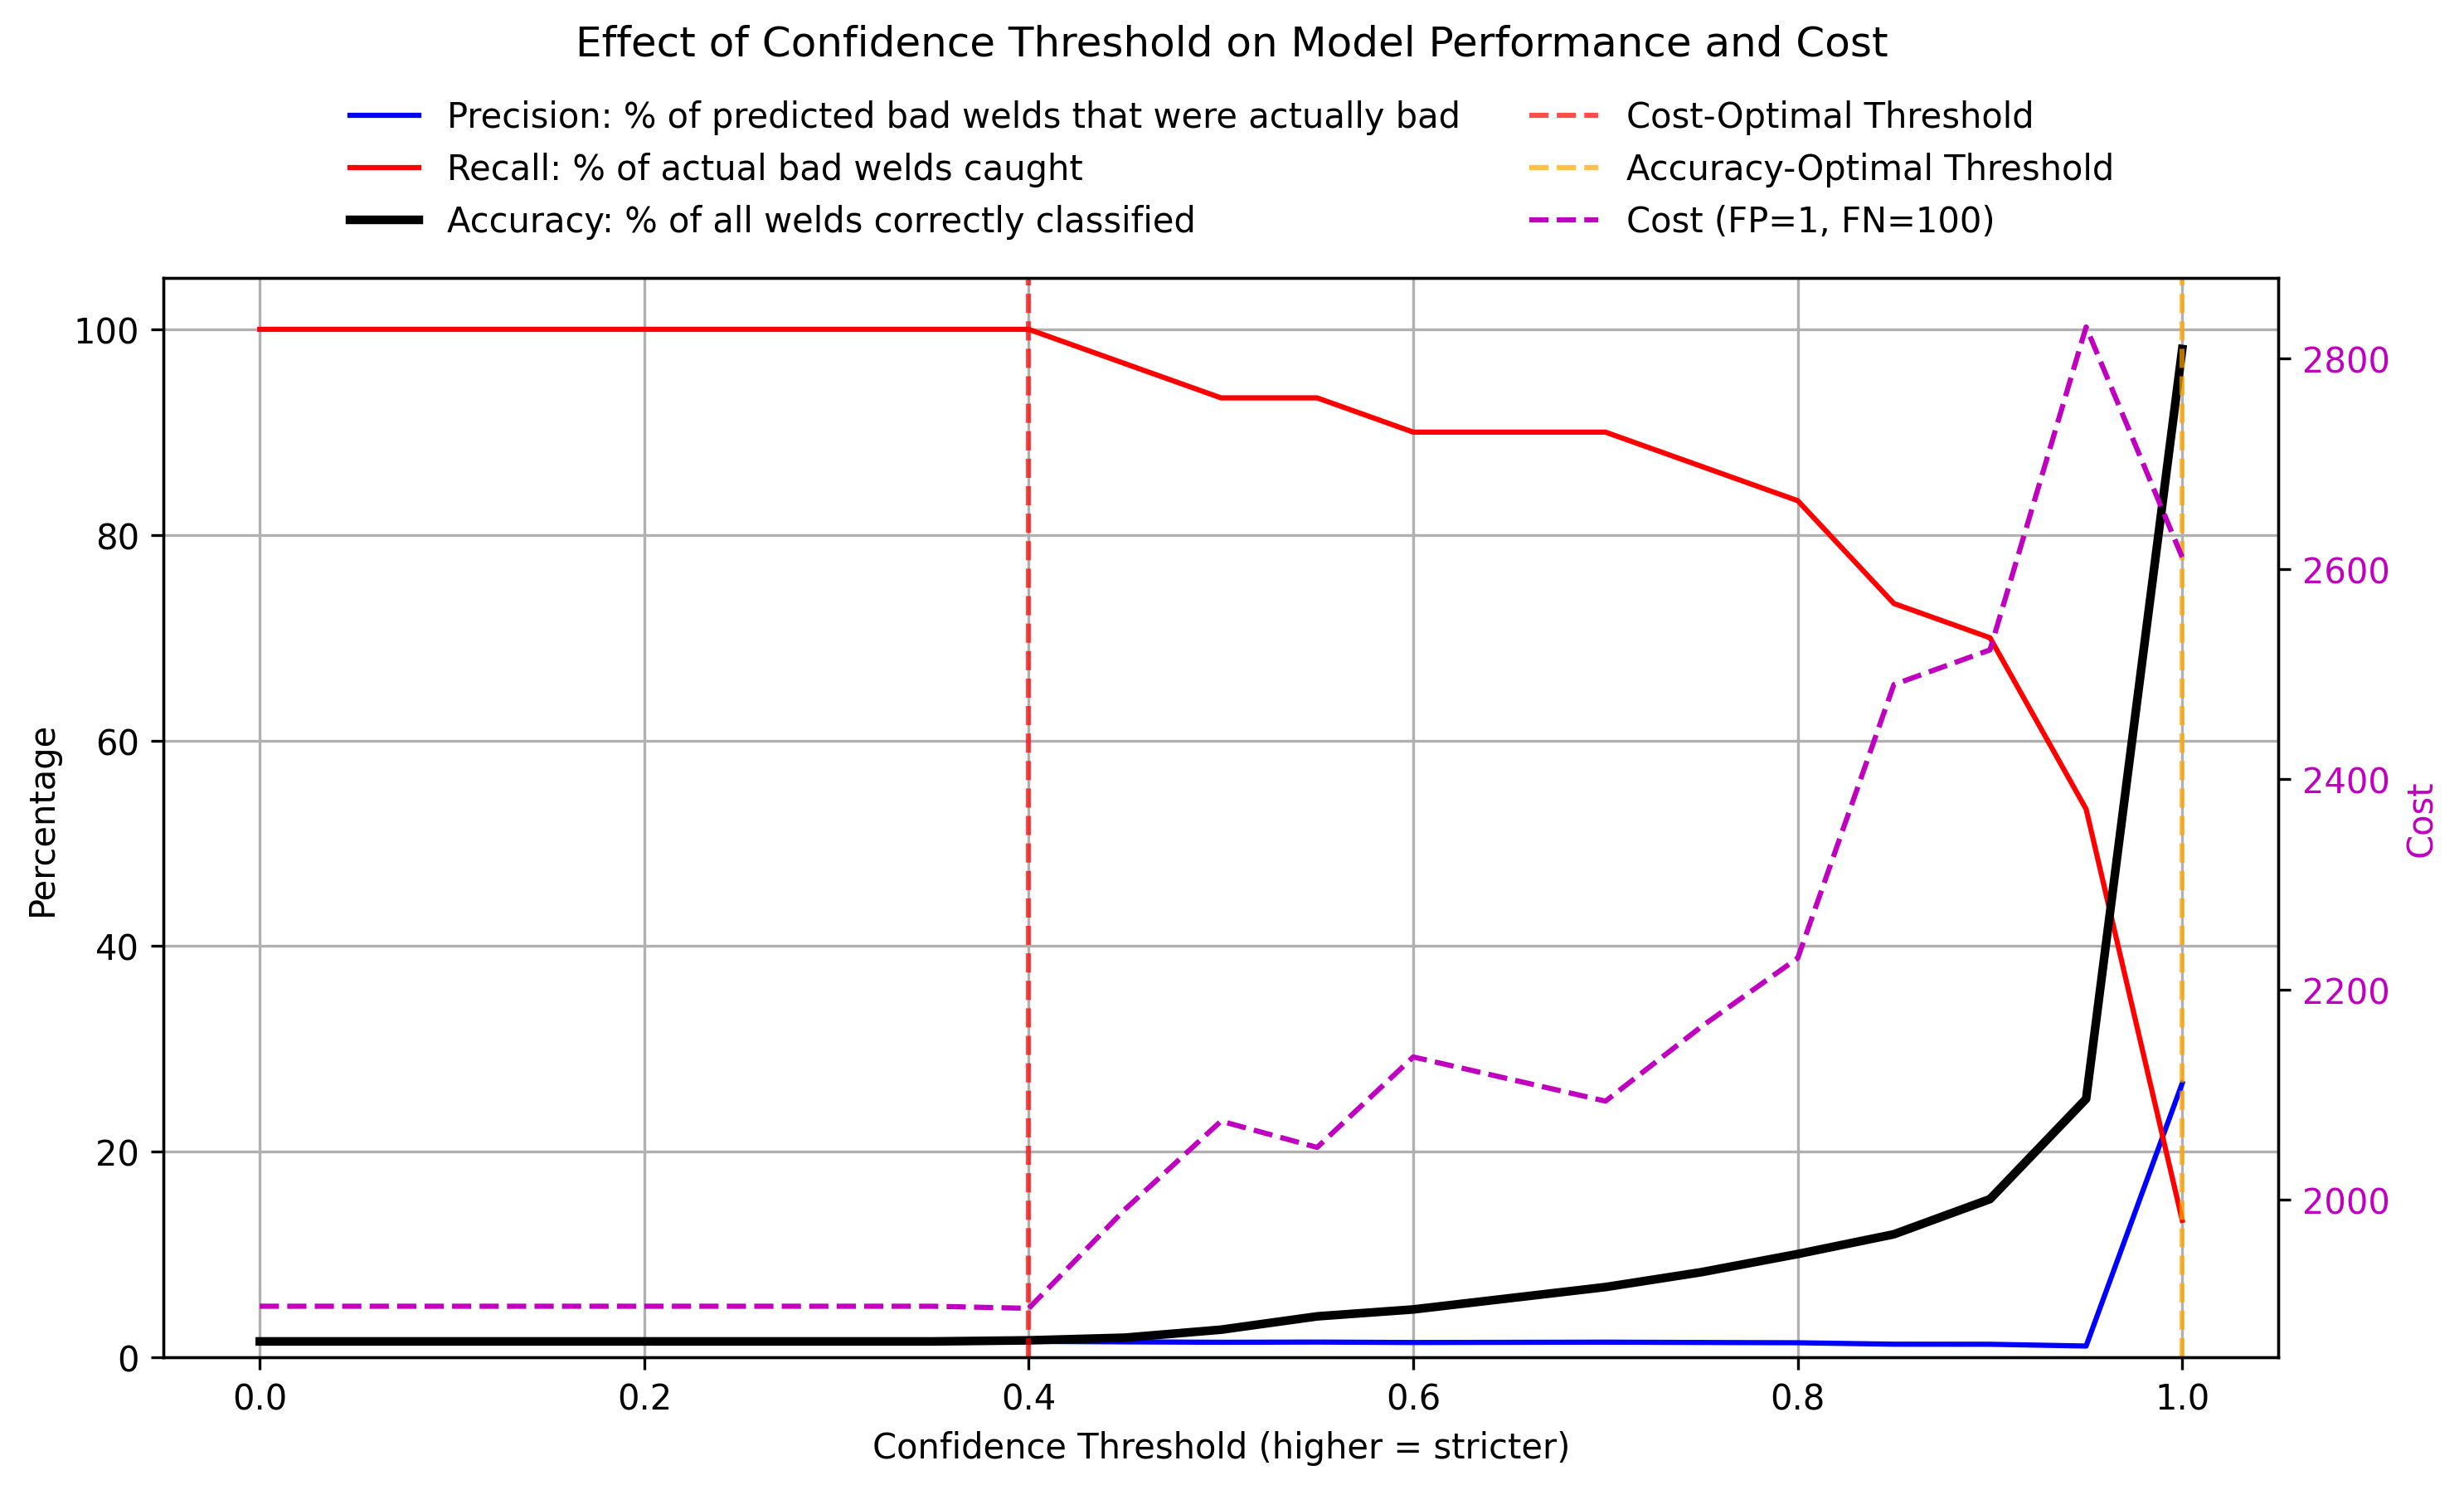 Effect of Confidence Threshold on Model Performance and Cost
Precision: % of predicted bad welds that were actually bad
Recall: % of actual bad welds caught
Accuracy: % of all welds correctly classified
Cost-Optimal Threshold
Accuracy-Optimal Threshold
Cost (FP=1, FN=100)
100
80
60
40
20
0
Percentage
2800
2600
2400
2200
2000
Cost
0.0 0.2 0.4 0.6 0.8 1.0
Confidence Threshold (higher = stricter)